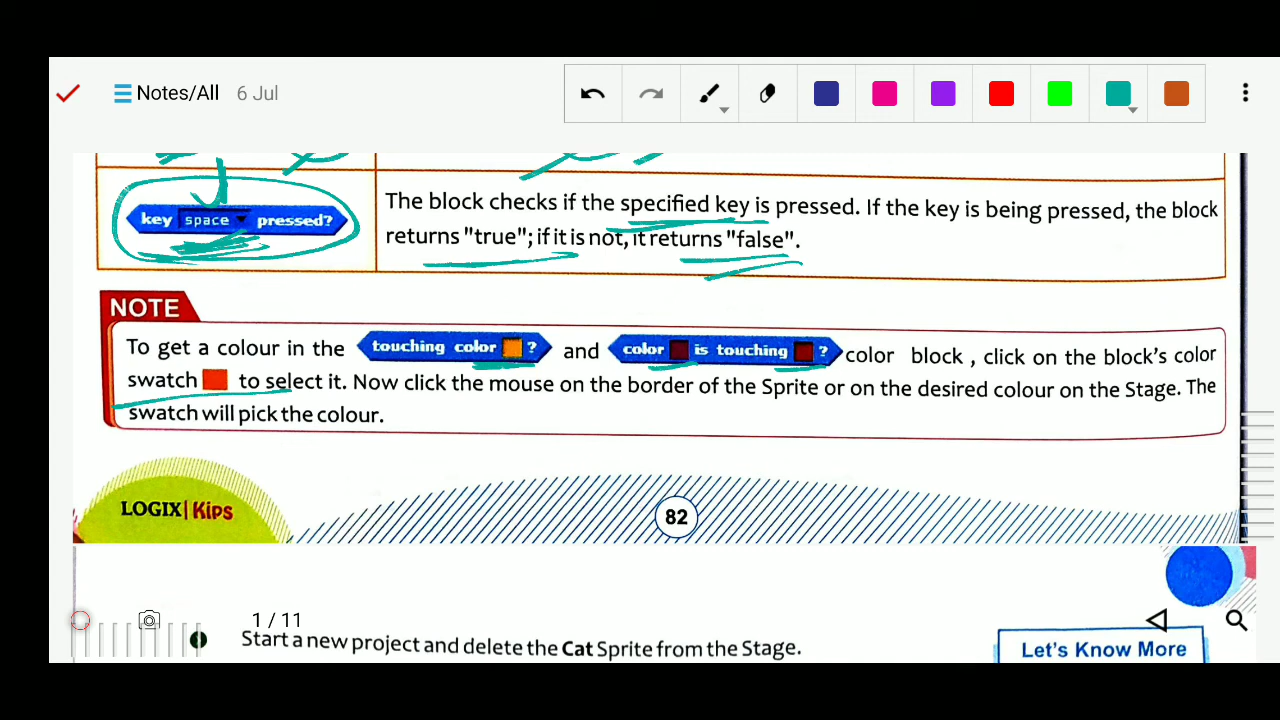 Notes/All 6 Jul
key space pressed?
The block checks if the specified key is pressed. If the key is being pressed, the block
returns "true"; if it is not, it returns "false".
NOTE
To get a colour in the touching color ? and color is touching ? color block , click on the block's color
swatch to select it. Now click the mouse on the border of the Sprite or on the desired colour on the Stage. The
swatch will pick the colour.
LOGIX|Kips
82
1 / 11
Start a new project and delete the Cat Sprite from the Stage.
Let's Know More